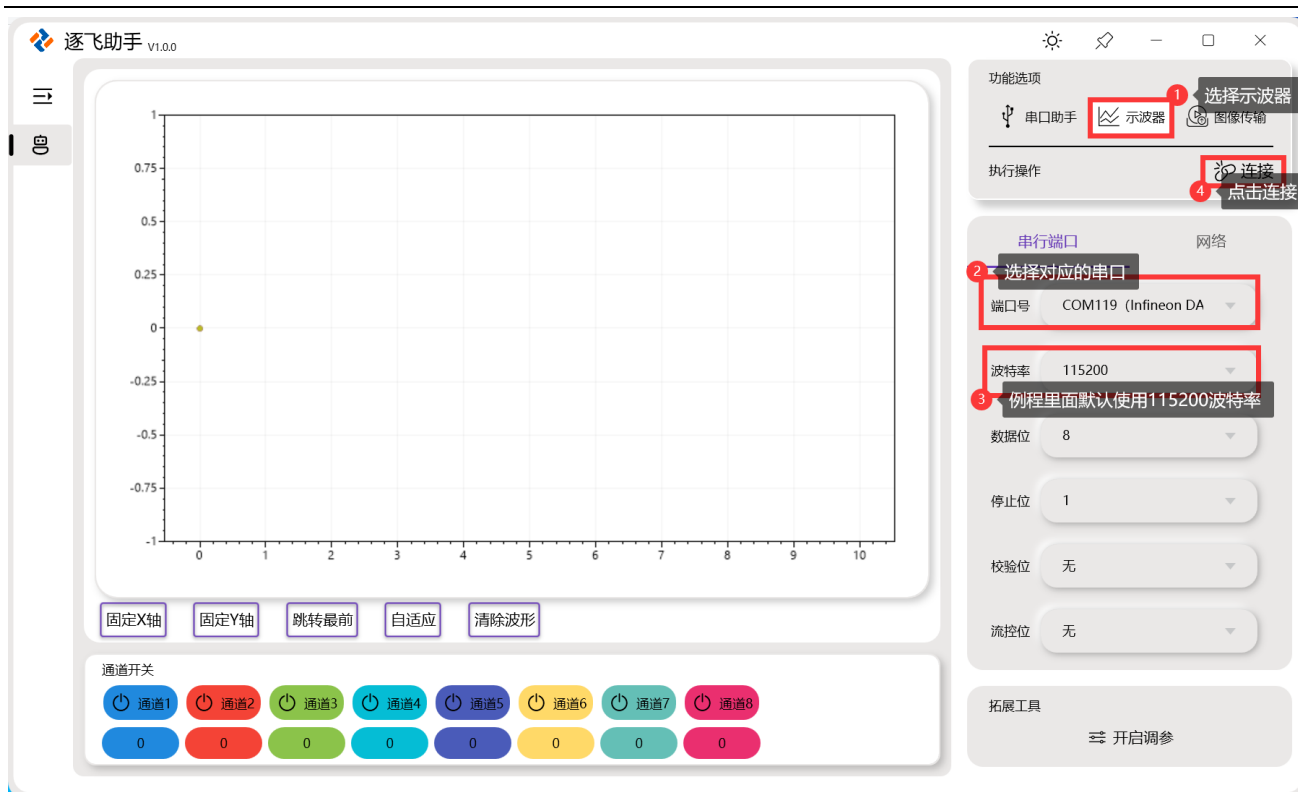 逐飞助手 V1.0.0
功能选项
1 选择示波器
串口助手 示波器 图像传输
执行操作 连接
4 点击连接
串行端口 网络
2 选择对应的串口
端口号 COM119（Infineon DA
波特率 115200
3 例程里面默认使用115200波特率
数据位 8
停止位 1
校验位 无
流控位 无
拓展工具
开启调参
1
0.75
0.5
0.25
0
-0.25
-0.5
-0.75
-1
0 1 2 3 4 5 6 7 8 9 10
固定X轴 固定Y轴 跳转最前 自适应 清除波形
通道开关
通道1 通道2 通道3 通道4 通道5 通道6 通道7 通道8
0 0 0 0 0 0 0 0